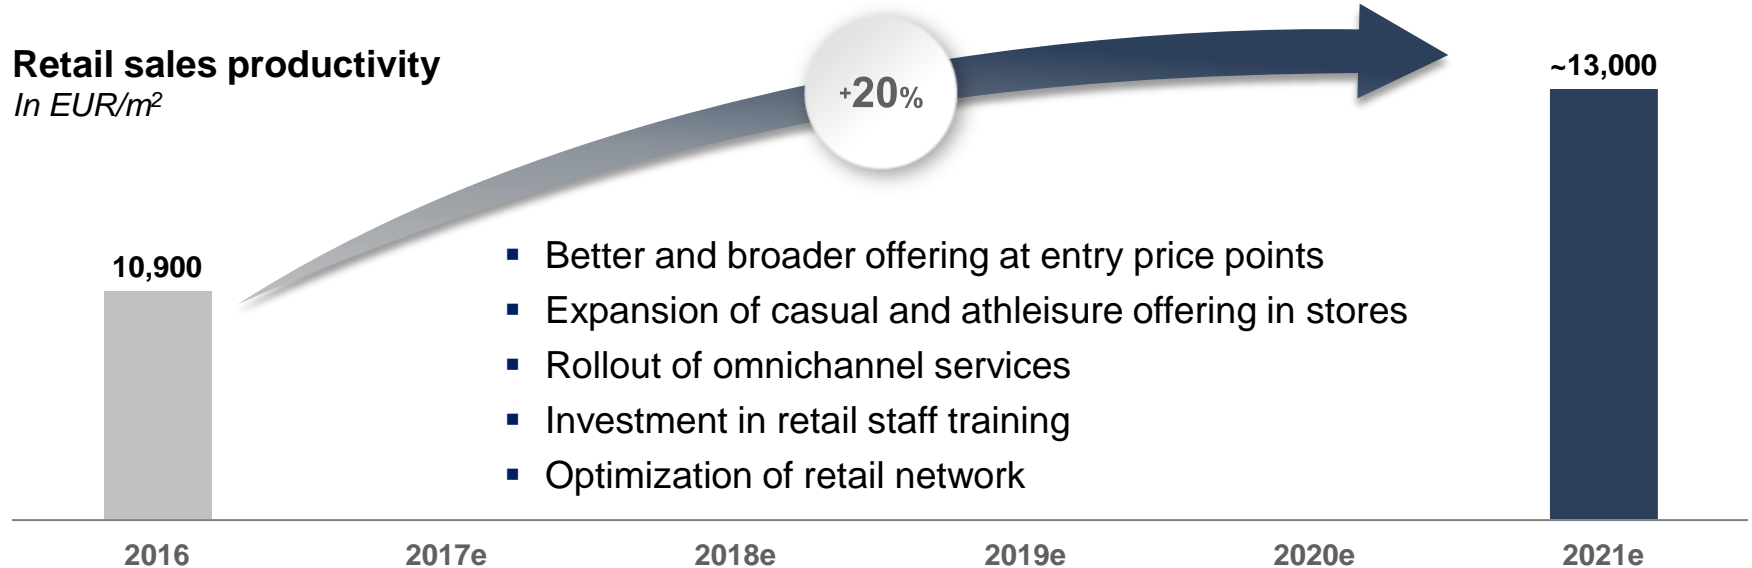 Retail sales productivity
In EUR/m²
+20%
~13,000
10,900
▪ Better and broader offering at entry price points
▪ Expansion of casual and athleisure offering in stores
▪ Rollout of omnichannel services
▪ Investment in retail staff training
▪ Optimization of retail network
2016 2017e 2018e 2019e 2020e 2021e